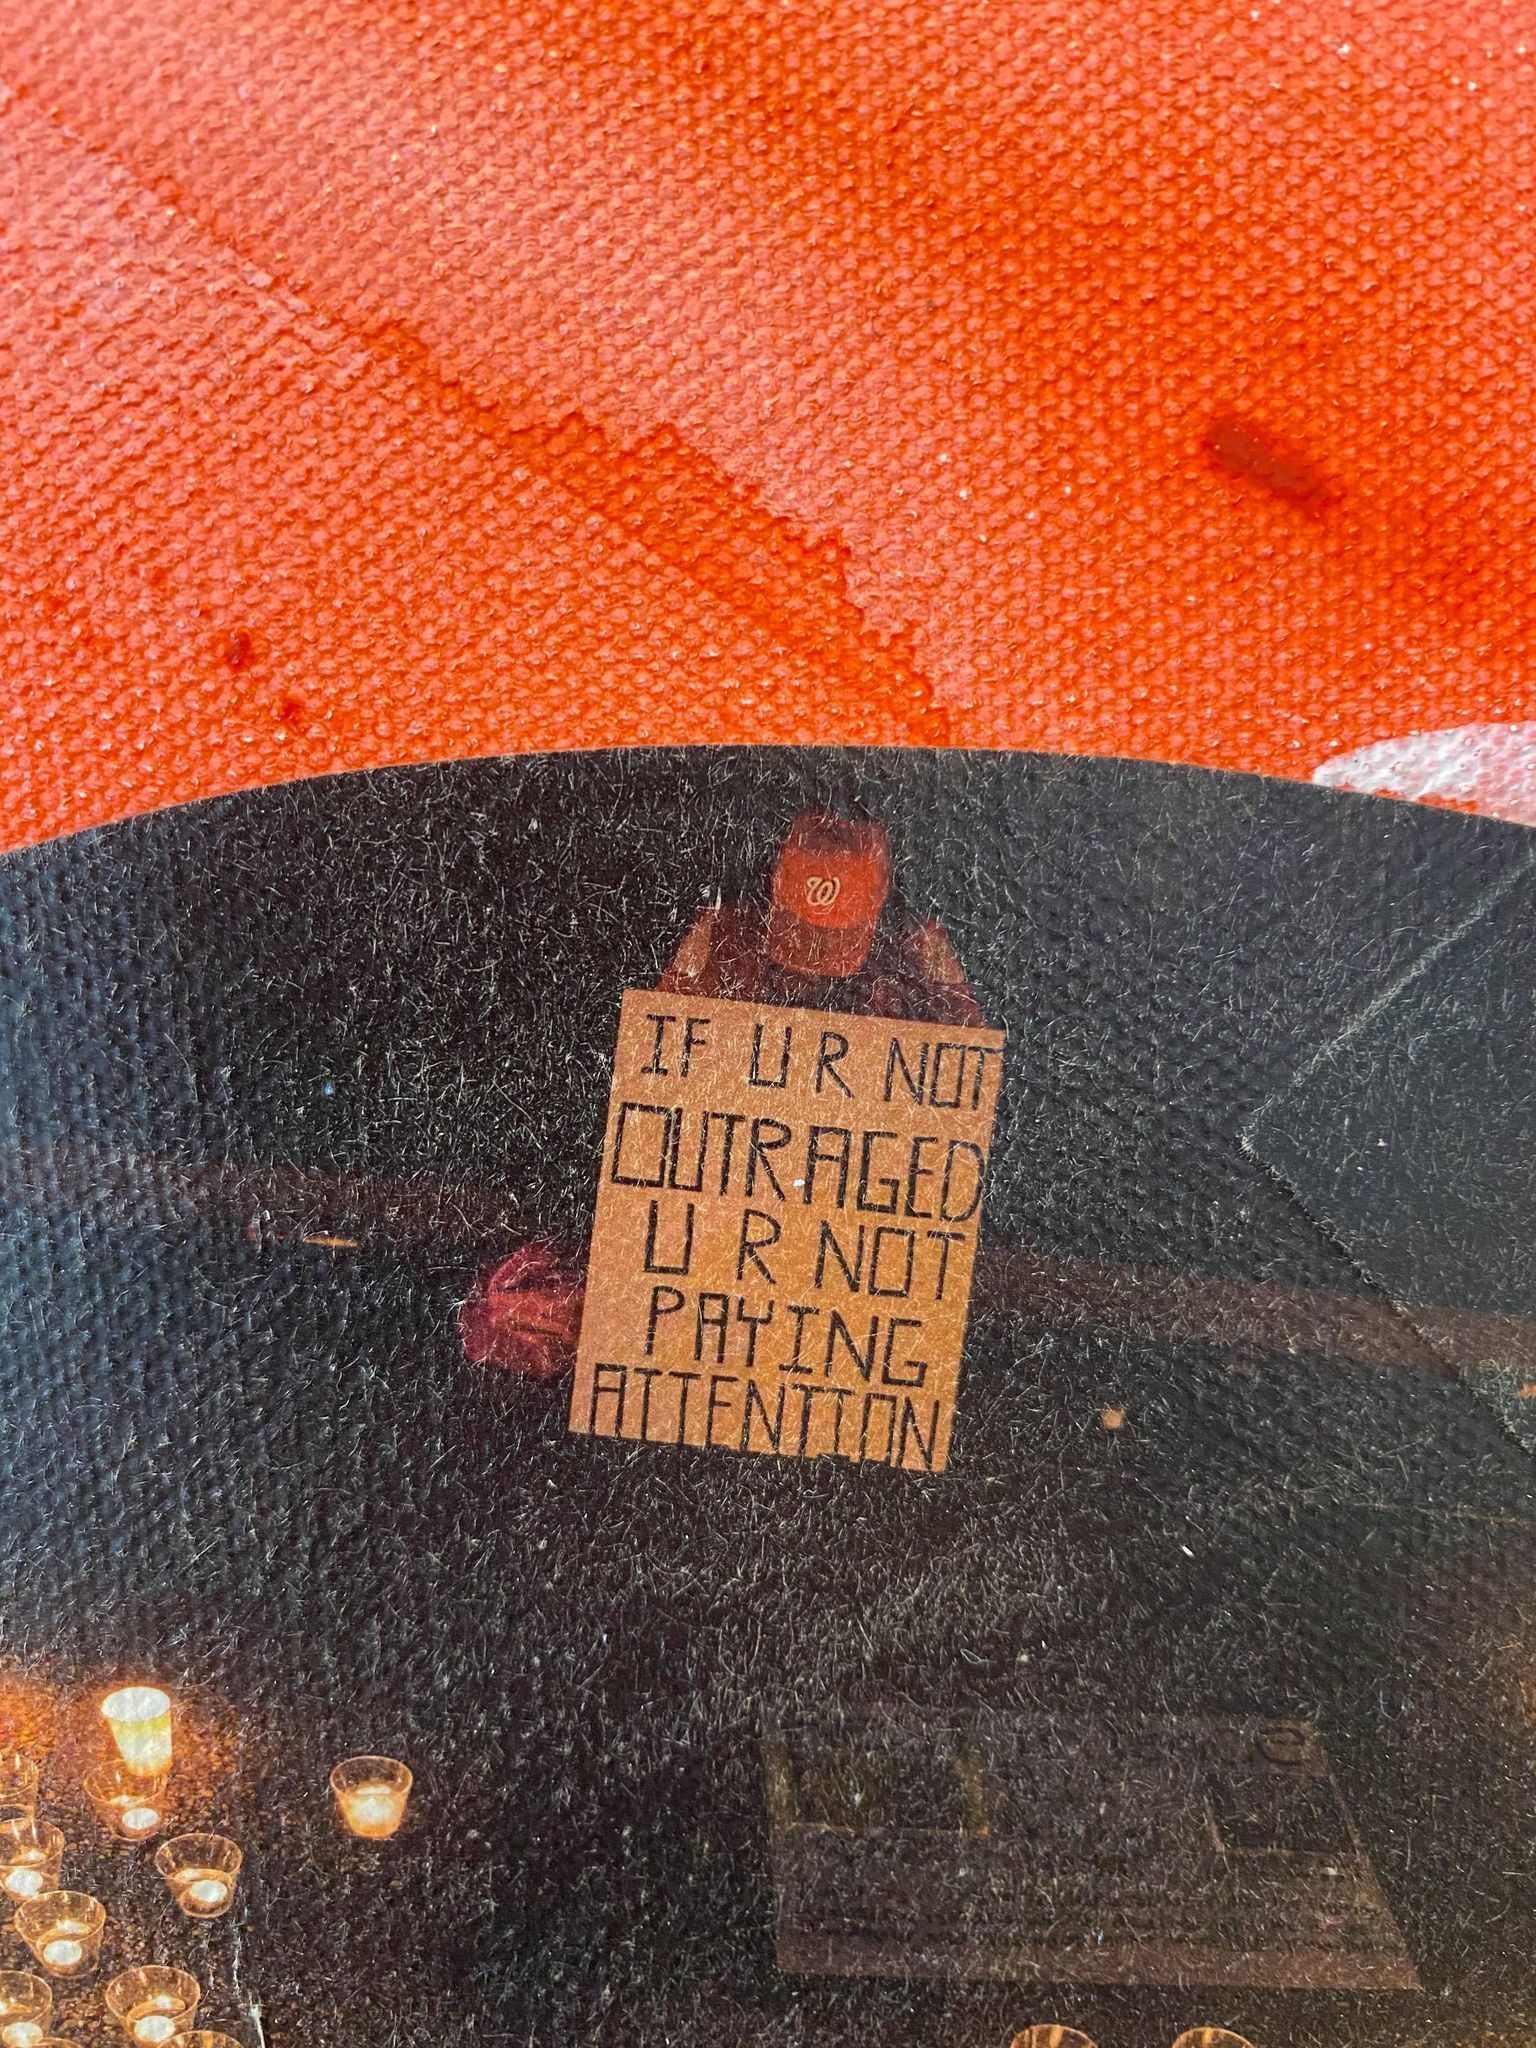 W
IF U R NOT
OUTRAGED
U R NOT
PAYING
ATTENTION